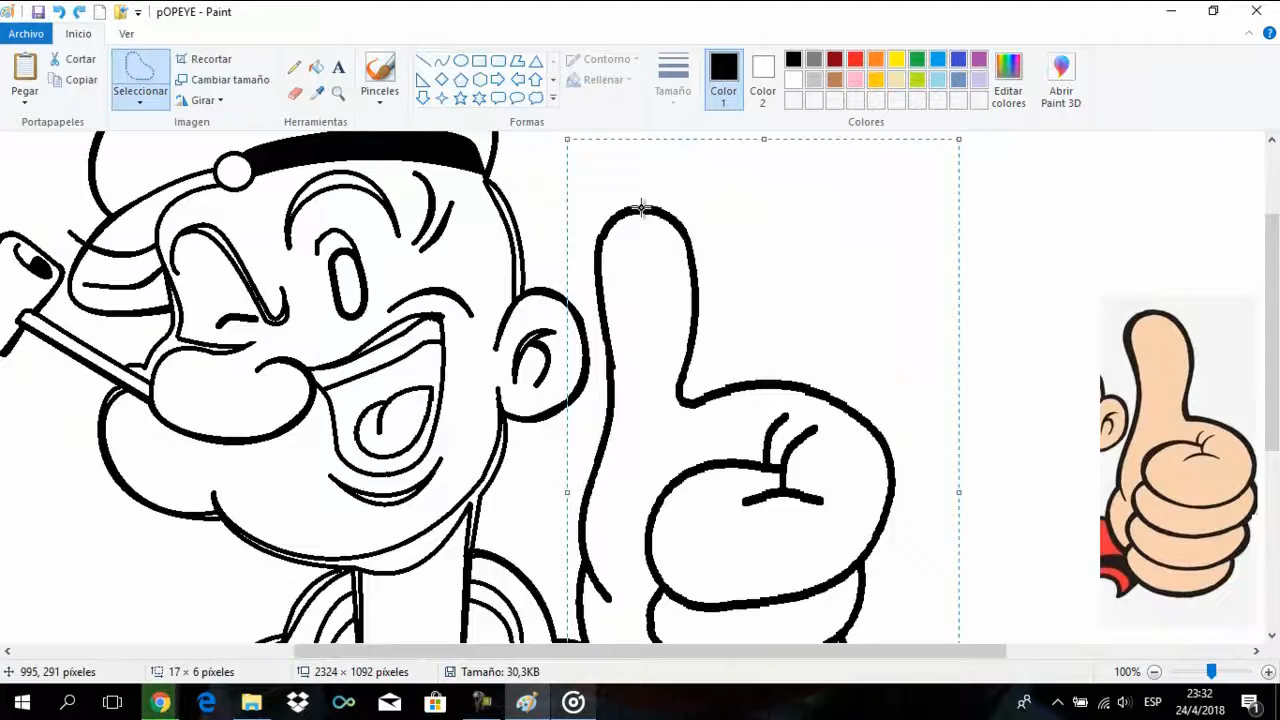 pOPEYE - Paint
Archivo Inicio Ver
Pegar
Cortar
Copiar
Portapapeles
Seleccionar
Recortar
Cambiar tamaño
Girar
Imagen
A
Herramientas
Pinceles
Contorno
Rellenar
Formas
Tamaño
Color 1
Color 2
Editar colores
Abrir Paint 3D
Colores
995, 291 píxeles
17 × 6 píxeles
2324 × 1092 píxeles
Tamaño: 30,3KB
100%
ESP
23:32
24/4/2018